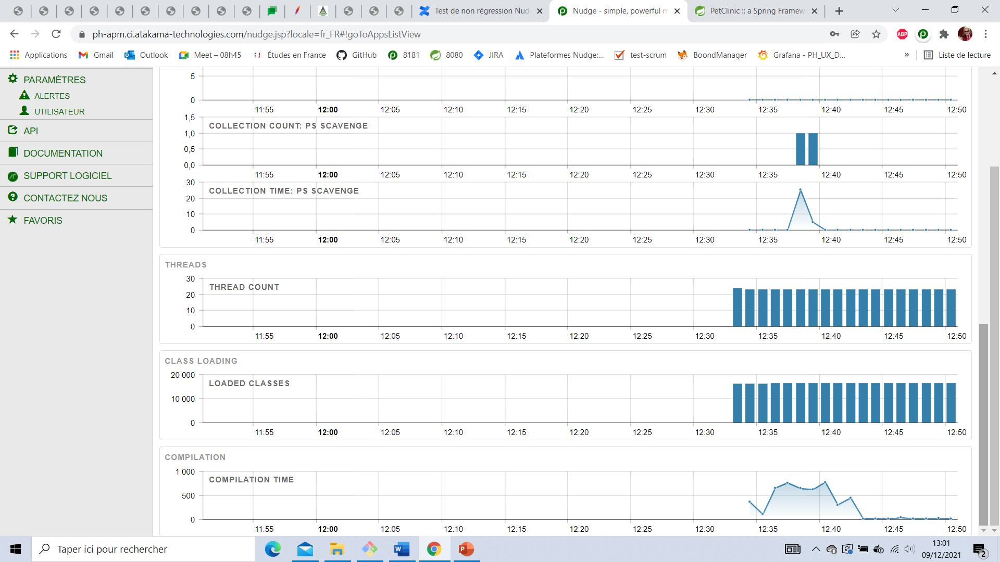 Test de non régression Nud
Nudge - simple, powerful m
PetClinic :: a Spring Framew
ph-apm.ci.atakama-technologies.com/nudge.jsp?locale=fr_FR#!goToAppsListView
ABP
Applications
Gmail
Outlook
Meet – 08h45
Études en France
GitHub
8181
8080
JIRA
Plateformes Nudge:...
test-scrum
BoondManager
Grafana - PH_UX_D...
»
Liste de lecture
PARAMÈTRES
ALERTES
UTILISATEUR
API
DOCUMENTATION
SUPPORT LOGICIEL
CONTACTEZ NOUS
FAVORIS
5
0
11:55 12:00 12:05 12:10 12:15 12:20 12:25 12:30 12:35 12:40 12:45 12:50
COLLECTION COUNT: PS SCAVENGE
1,5
1,0
0,5
0,0
11:55 12:00 12:05 12:10 12:15 12:20 12:25 12:30 12:35 12:40 12:45 12:50
COLLECTION TIME: PS SCAVENGE
30
20
10
0
11:55 12:00 12:05 12:10 12:15 12:20 12:25 12:30 12:35 12:40 12:45 12:50
THREADS
THREAD COUNT
30
20
10
0
11:55 12:00 12:05 12:10 12:15 12:20 12:25 12:30 12:35 12:40 12:45 12:50
CLASS LOADING
LOADED CLASSES
20 000
10 000
0
11:55 12:00 12:05 12:10 12:15 12:20 12:25 12:30 12:35 12:40 12:45 12:50
COMPILATION
COMPILATION TIME
1 000
500
0
11:55 12:00 12:05 12:10 12:15 12:20 12:25 12:30 12:35 12:40 12:45 12:50
Taper ici pour rechercher
13:01
09/12/2021
2